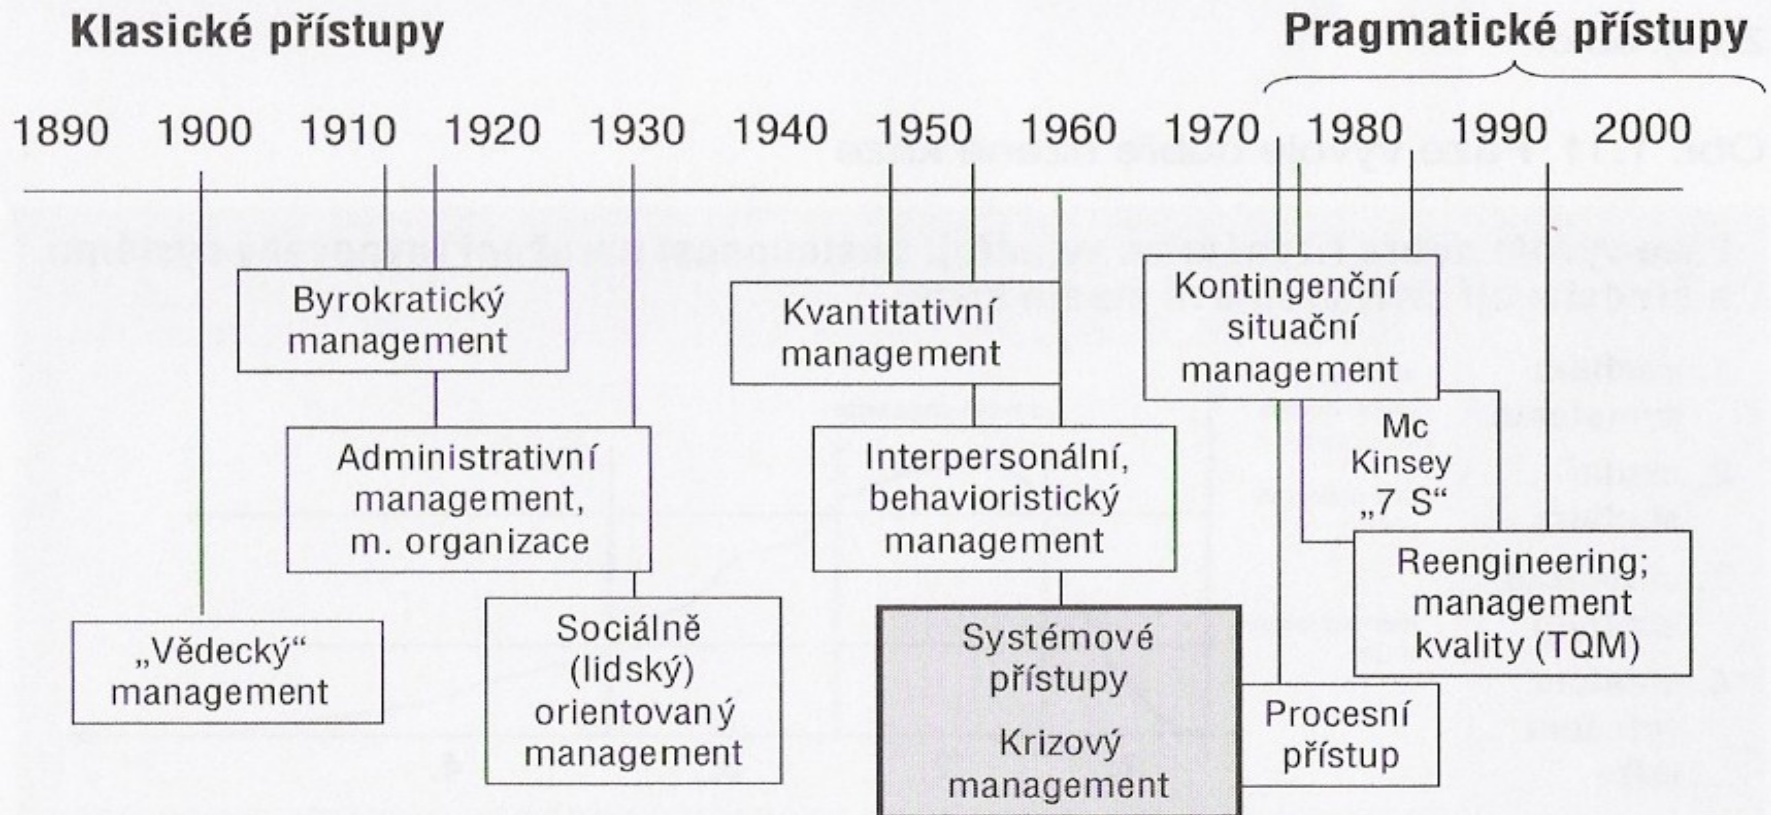 Klasické přístupy
Pragmatické přístupy
1890 1900 1910 1920 1930 1940 1950 1960 1970 1980 1990 2000
Byrokratický
management
Kvantitativní
management
Kontingenční
situační
management
Administrativní
management,
m. organizace
Interpersonální,
behavioristický
management
Mc
Kinsey
„7 S“
Reengineering;
management
kvality (TQM)
„Vědecký“
management
Sociálně
(lidský)
orientovaný
management
Systémové
přístupy
Krizový
management
Procesní
přístup